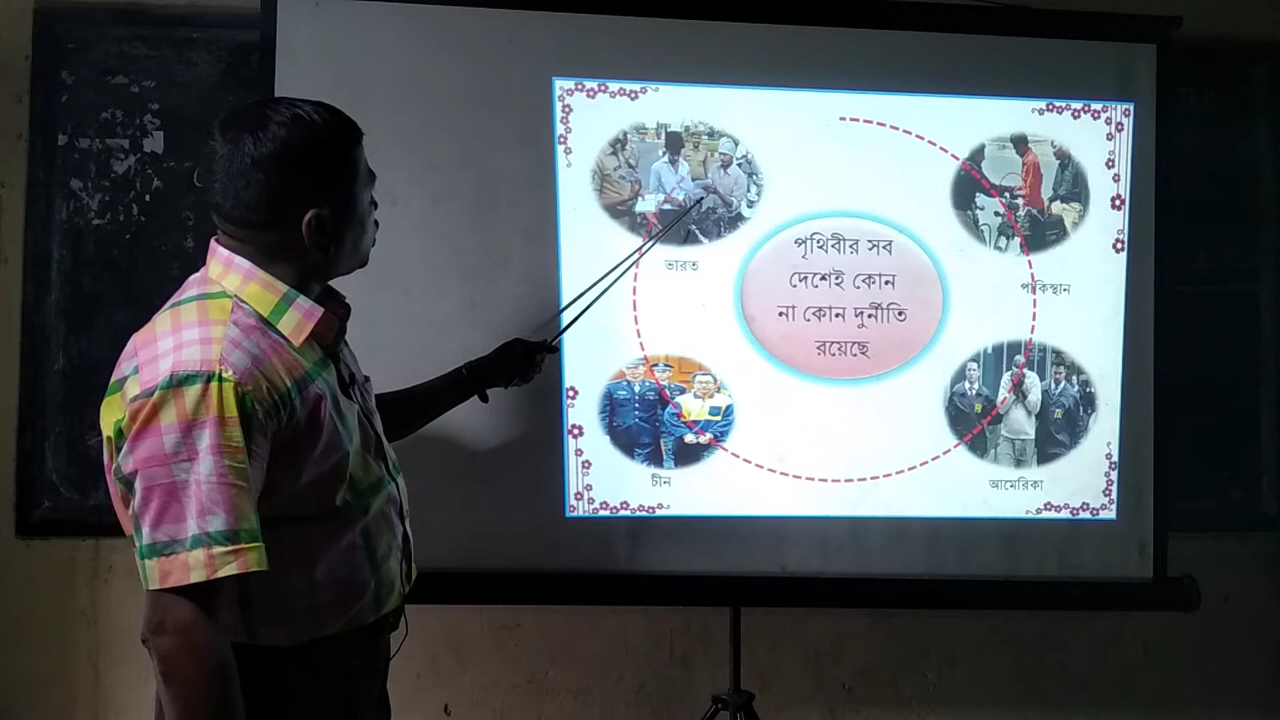 ভারত
পৃথিবীর সব
দেশেই কোন
না কোন দুর্নীতি
রয়েছে
পাকিস্থান
চীন
আমেরিকা